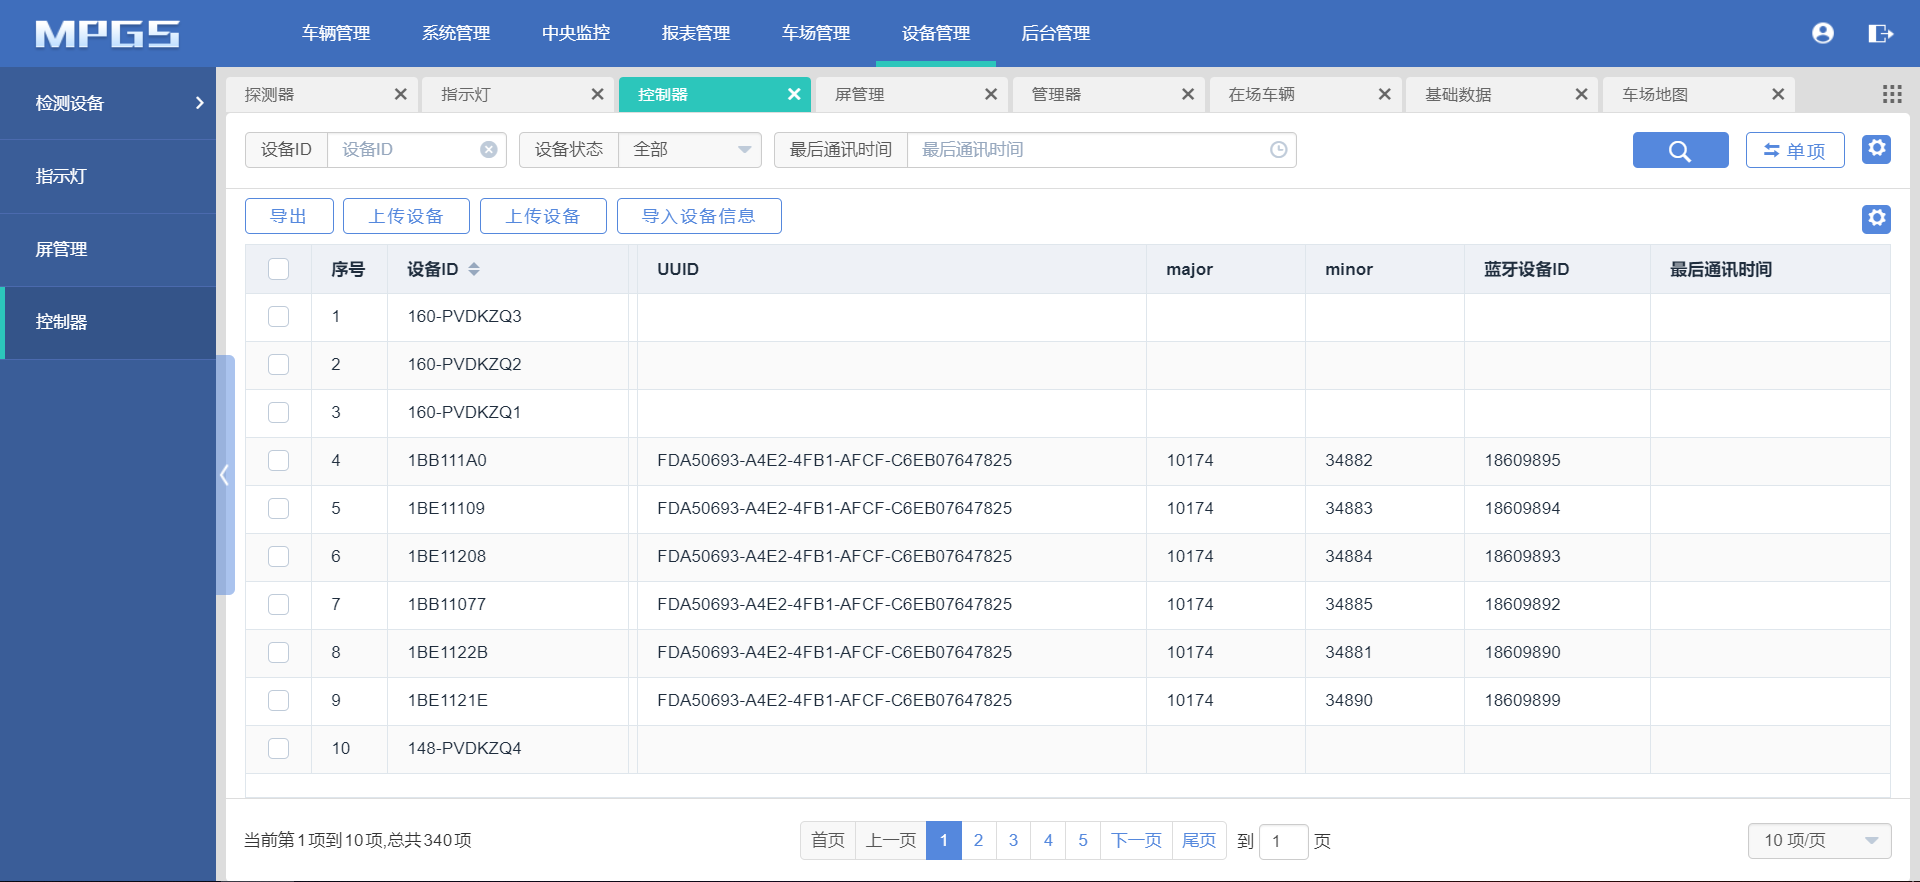 MPGS 车辆管理 系统管理 中央监控 报表管理 车场管理 设备管理 后台管理
检测设备
指示灯
屏管理
控制器
探测器 指示灯 控制器 屏管理 管理器 在场车辆 基础数据 车场地图
设备ID 设备ID 设备状态 全部 最后通讯时间 最后通讯时间 单项
导出 上传设备 上传设备 导入设备信息
序号 设备ID UUID major minor 蓝牙设备ID 最后通讯时间
1 160-PVDKZQ3
2 160-PVDKZQ2
3 160-PVDKZQ1
4 1BB111A0 FDA50693-A4E2-4FB1-AFCF-C6EB07647825 10174 34882 18609895
5 1BE11109 FDA50693-A4E2-4FB1-AFCF-C6EB07647825 10174 34883 18609894
6 1BE11208 FDA50693-A4E2-4FB1-AFCF-C6EB07647825 10174 34884 18609893
7 1BB11077 FDA50693-A4E2-4FB1-AFCF-C6EB07647825 10174 34885 18609892
8 1BE1122B FDA50693-A4E2-4FB1-AFCF-C6EB07647825 10174 34881 18609890
9 1BE1121E FDA50693-A4E2-4FB1-AFCF-C6EB07647825 10174 34890 18609899
10 148-PVDKZQ4
当前第1项到10项,总共340项 首页 上一页 1 2 3 4 5 下一页 尾页 到 1 页 10 项/页